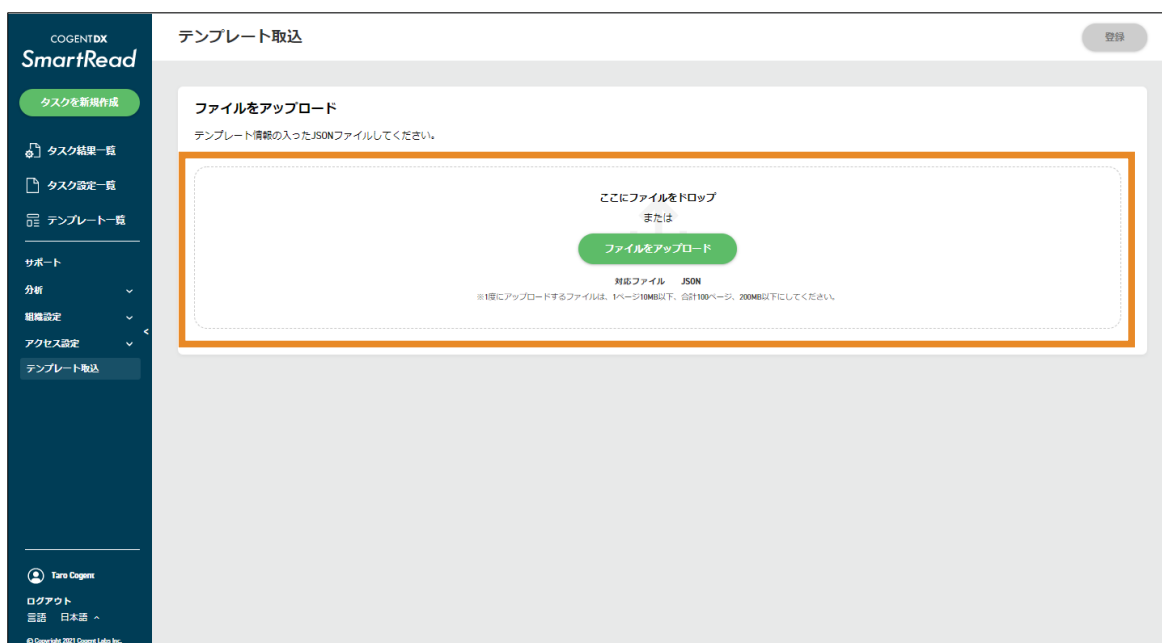 COGENTDX
SmartRead
タスクを新規作成
タスク結果一覧
タスク設定一覧
テンプレート一覧
サポート
分析
組織設定
アクセス設定
テンプレート取込
Taro Cogent
ログアウト
言語 日本語
© Copyright 2021 Cogent Labs Inc.
テンプレート取込
登録
ファイルをアップロード
テンプレート情報の入ったJSONファイルしてください。
ここにファイルをドロップ
または
ファイルをアップロード
対応ファイル JSON
※1度にアップロードするファイルは、1ページ10MB以下、合計100ページ、200MB以下にしてください。